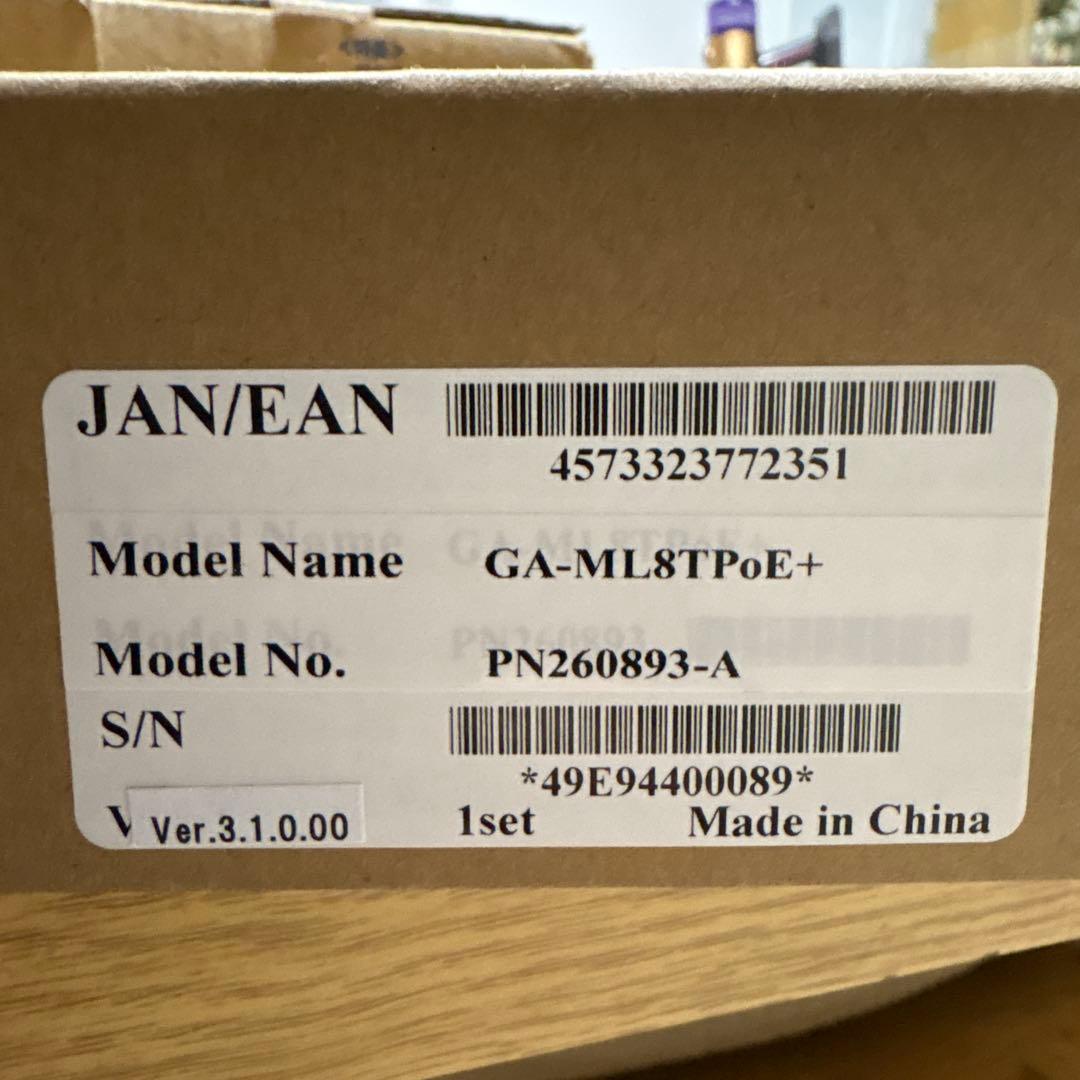 JAN/EAN
4573323772351
Model Name GA-ML8TPoE+
Model No. PN260893-A
S/N
*49E94400089*
V Ver.3.1.0.00 1set Made in China